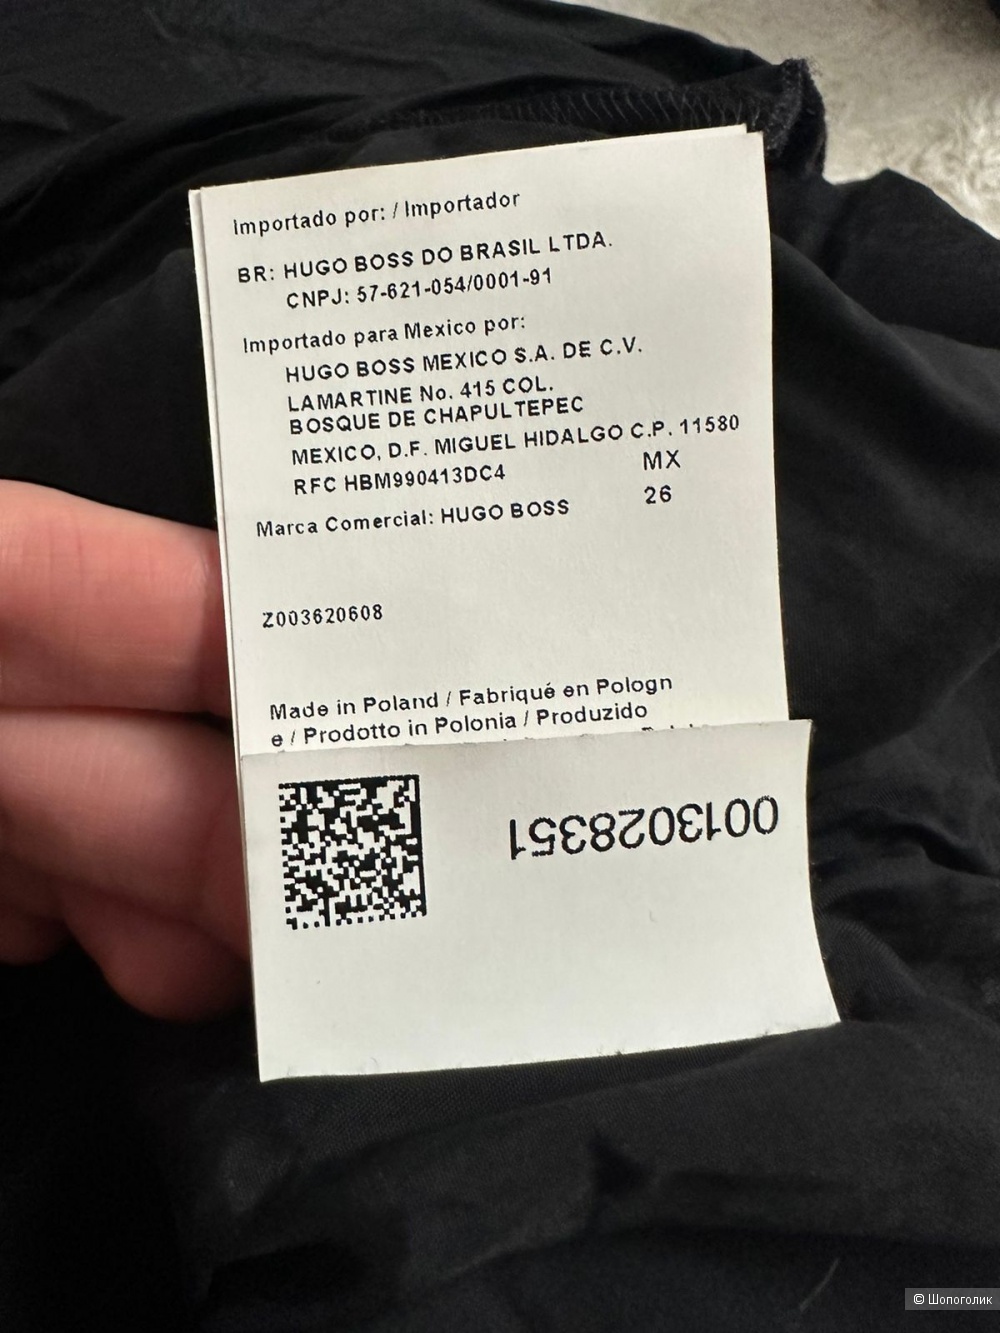 Importado por: / Importador
BR: HUGO BOSS DO BRASIL LTDA.
CNPJ: 57-621-054/0001-91
Importado para Mexico por:
HUGO BOSS MEXICO S.A. DE C.V.
LAMARTINE No. 415 COL.
BOSQUE DE CHAPULTEPEC
MEXICO, D.F. MIGUEL HIDALGO C.P. 11580
RFC HBM990413DC4
MX
Marca Comercial: HUGO BOSS
26
Z003620608
Made in Poland / Fabriqué en Pologn
e / Prodotto in Polonia / Produzido
0013028351
© Шопоголик